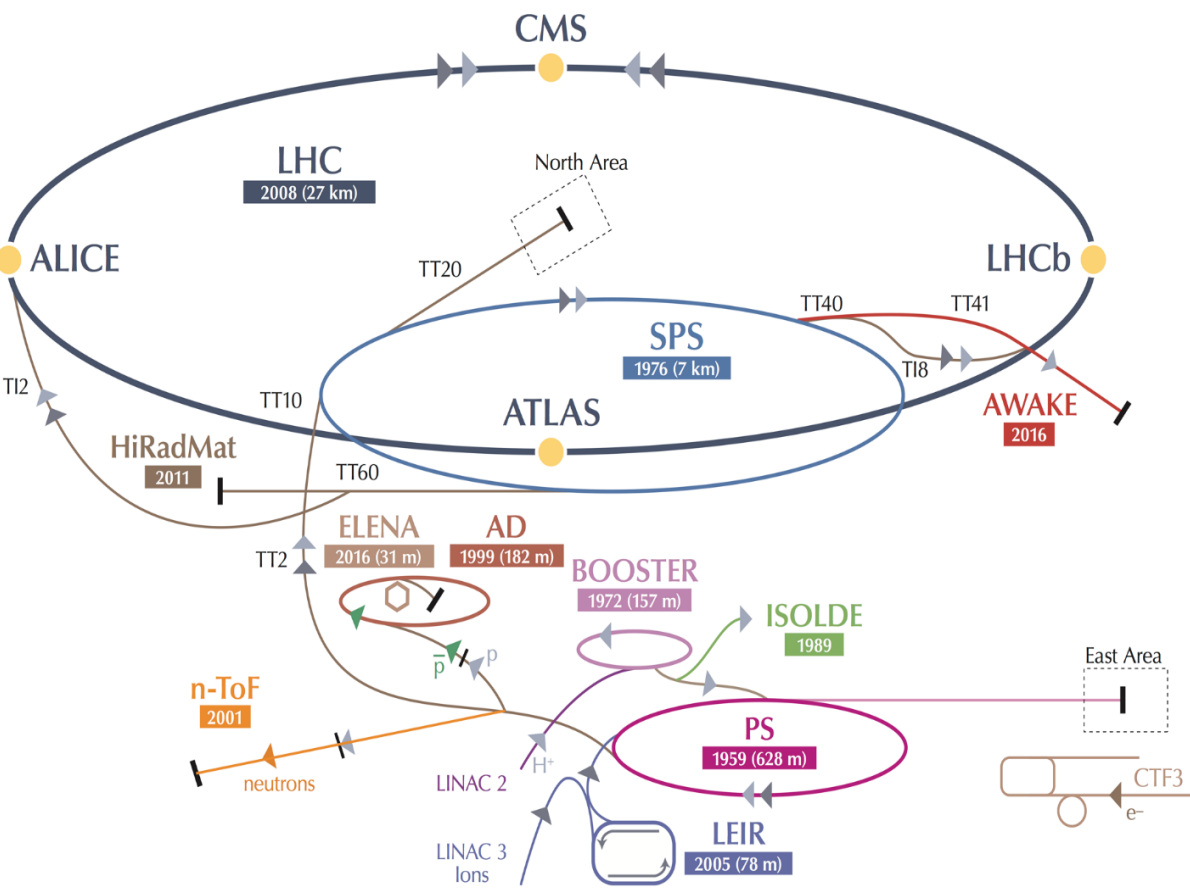 CMS
LHC
2008 (27 km)
North Area
ALICE
LHCb
TT20
TT40
TT41
SPS
1976 (7 km)
TI8
TI2
TT10
ATLAS
AWAKE
2016
HiRadMat
2011
TT60
ELENA
2016 (31 m)
AD
1999 (182 m)
TT2
BOOSTER
1972 (157 m)
ISOLDE
1989
p̅
p
East Area
n-ToF
2001
PS
1959 (628 m)
neutrons
LINAC 2
H⁺
CTF3
e⁻
LEIR
2005 (78 m)
LINAC 3
Ions